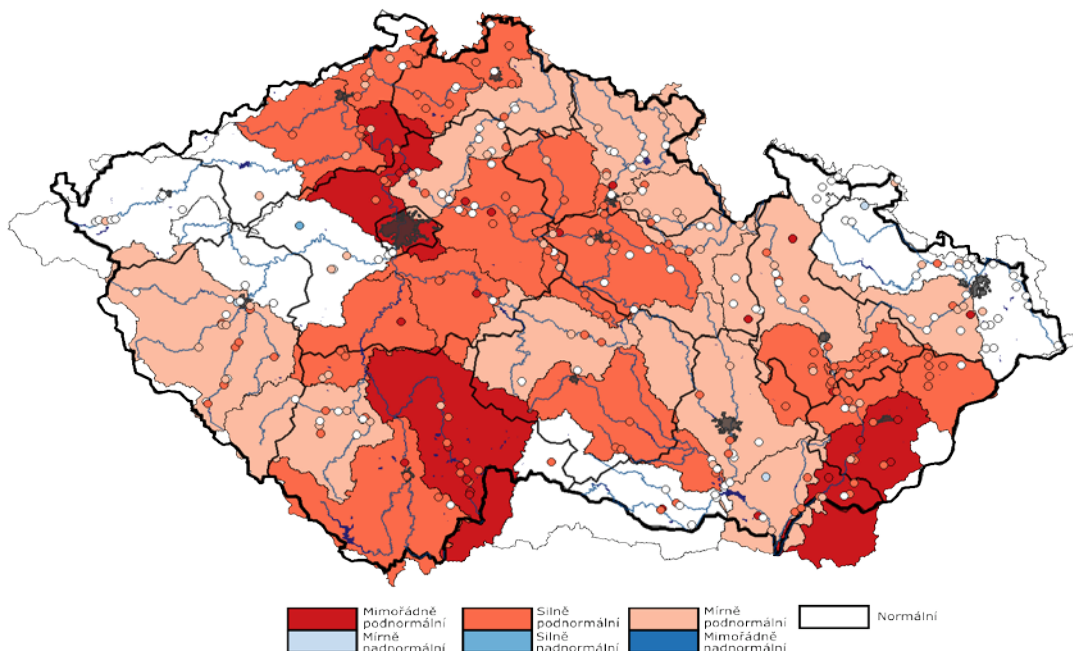 Mimořádně
podnormální
Silně
podnormální
Mírně
podnormální
Normální
Mírně
nadnormální
Silně
nadnormální
Mimořádně
nadnormální